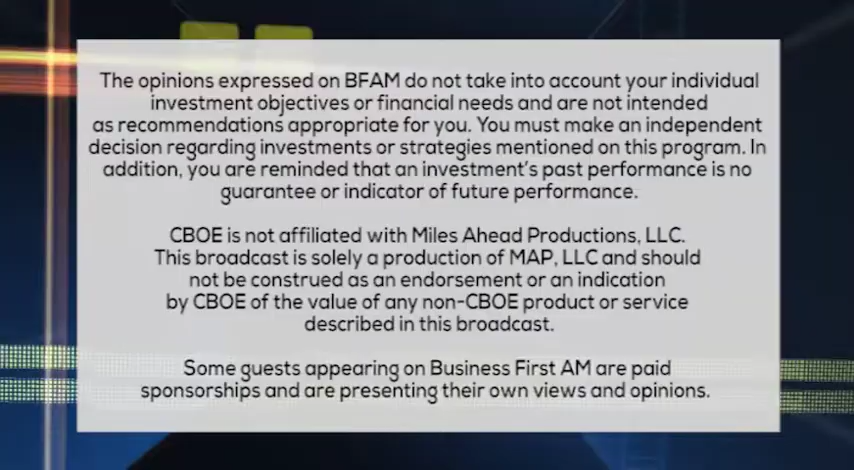 The opinions expressed on BFAM do not take into account your individual
investment objectives or financial needs and are not intended
as recommendations appropriate for you. You must make an independent
decision regarding investments or strategies mentioned on this program. In
addition, you are reminded that an investment's past performance is no
guarantee or indicator of future performance.
CBOE is not affiliated with Miles Ahead Productions, LLC.
This broadcast is solely a production of MAP, LLC and should
not be construed as an endorsement or an indication
by CBOE of the value of any non-CBOE product or service
described in this broadcast.
Some guests appearing on Business First AM are paid
sponsorships and are presenting their own views and opinions.